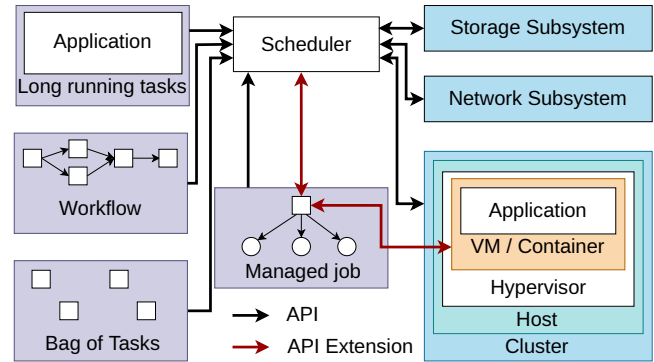 Application
Long running tasks
Scheduler
Storage Subsystem
Network Subsystem
Workflow
Managed job
Application
VM / Container
Hypervisor
Host
Cluster
Bag of Tasks
API
API Extension